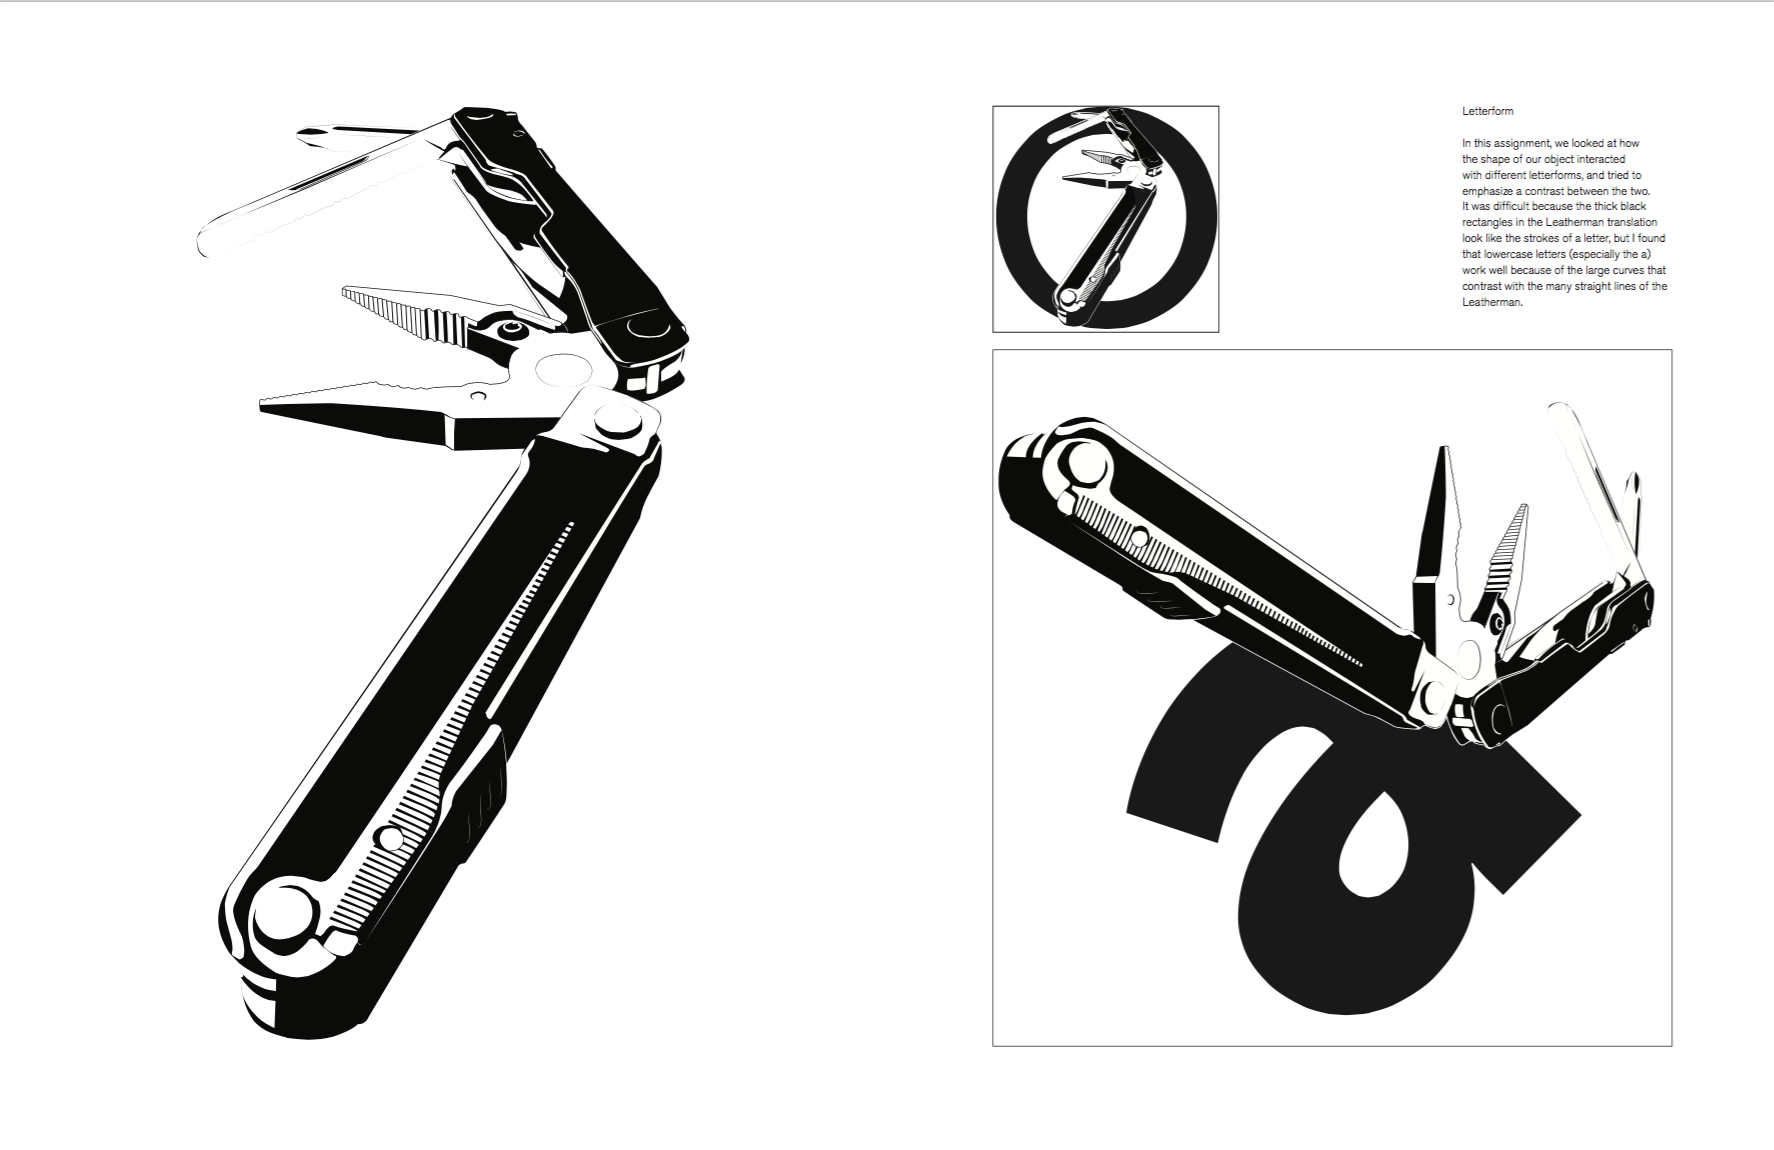 Letterform
In this assignment, we looked at how
the shape of our object interacted
with different letterforms, and tried to
emphasize a contrast between the two.
It was difficult because the thick black
rectangles in the Leatherman translation
look like the strokes of a letter, but I found
that lowercase letters (especially the a)
work well because of the large curves that
contrast with the many straight lines of the
Leatherman.
o
a